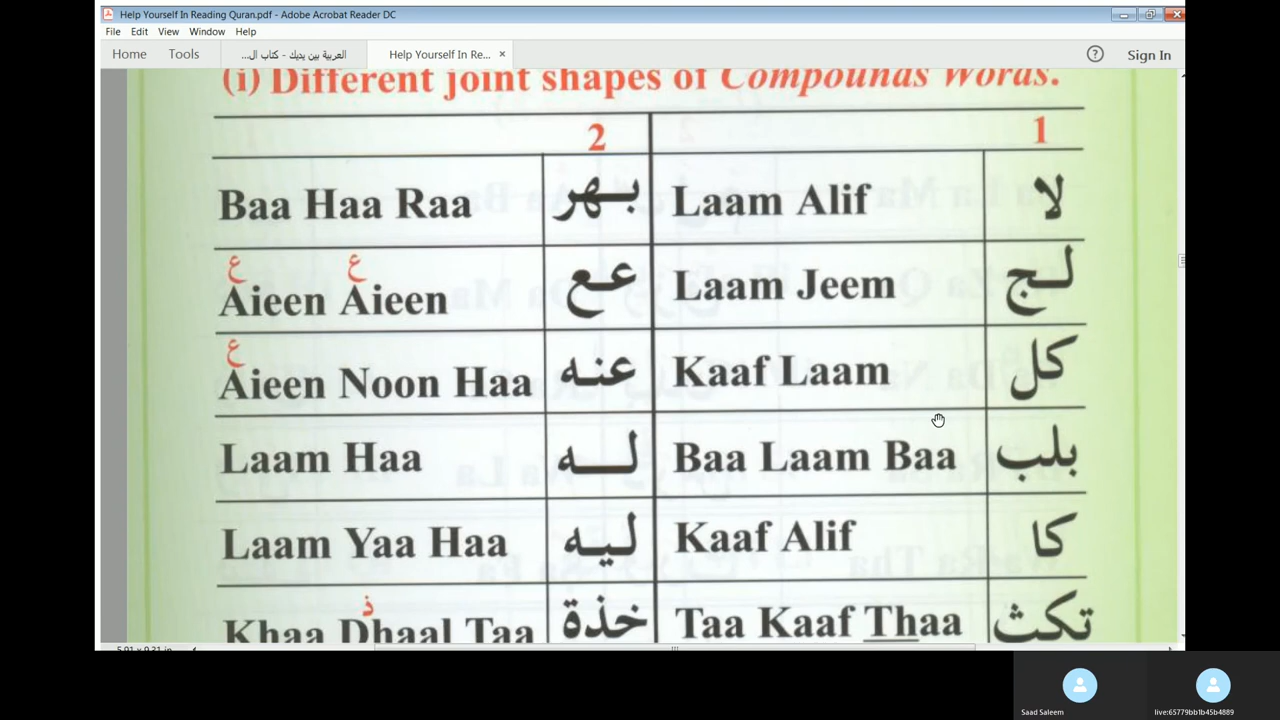 Help Yourself In Reading Quran.pdf - Adobe Acrobat Reader DC
File Edit View Window Help
Home Tools العربية بين يديك - كتاب ال... Help Yourself In Re... × ? Sign In
(i) Different joint shapes of Compounds Words.
2 1
Baa Haa Raa بهر Laam Alif لا
ع ع
Aieen Aieen عع Laam Jeem لج
ع
Aieen Noon Haa عنه Kaaf Laam كل
Laam Haa له Baa Laam Baa بلب
Laam Yaa Haa ليه Kaaf Alif كا
ذ
Khaa Dhaal Taa خذة Taa Kaaf Thaa تكث
Saad Saleem live:65779bb1b45b4889